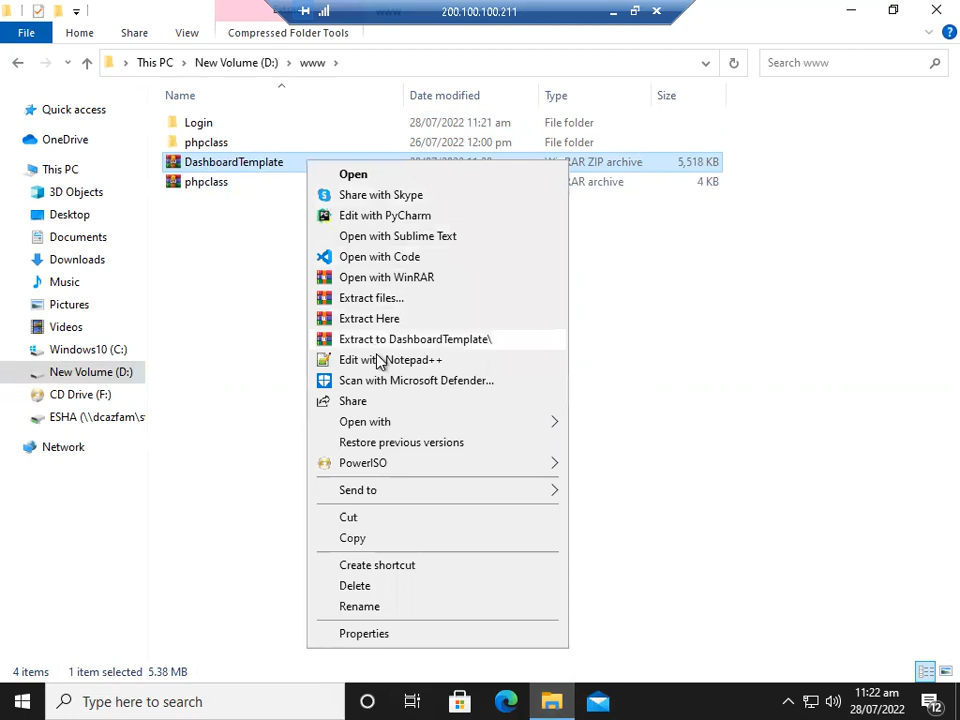 200.100.100.211
File
Home
Share
View
Compressed Folder Tools
This PC
New Volume (D:)
www
Search www
Name
Date modified
Type
Size
Login
28/07/2022 11:21 am
File folder
phpclass
26/07/2022 12:00 pm
File folder
DashboardTemplate
WinRAR ZIP archive
5,518 KB
phpclass
RAR archive
4 KB
Quick access
OneDrive
This PC
3D Objects
Desktop
Documents
Downloads
Music
Pictures
Videos
Windows10 (C:)
New Volume (D:)
CD Drive (F:)
ESHA (\\dcazfam\s
Network
Open
Share with Skype
Edit with PyCharm
Open with Sublime Text
Open with Code
Open with WinRAR
Extract files...
Extract Here
Extract to DashboardTemplate\
Edit with Notepad++
Scan with Microsoft Defender...
Share
Open with
Restore previous versions
PowerISO
Send to
Cut
Copy
Create shortcut
Delete
Rename
Properties
4 items
1 item selected 5.38 MB
Type here to search
11:22 am
28/07/2022
12